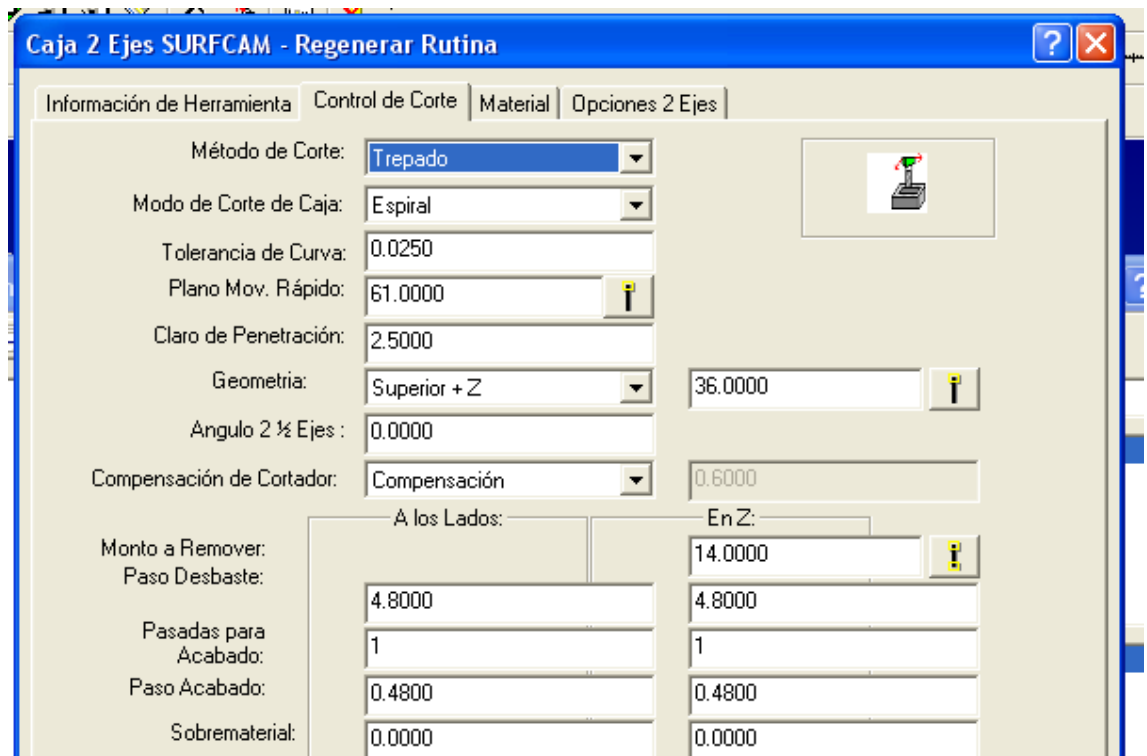 Caja 2 Ejes SURFCAM - Regenerar Rutina
Información de Herramienta Control de Corte Material Opciones 2 Ejes
Método de Corte: Trepado
Modo de Corte de Caja: Espiral
Tolerancia de Curva: 0.0250
Plano Mov. Rápido: 61.0000
Claro de Penetración: 2.5000
Geometria: Superior + Z 36.0000
Angulo 2 ½ Ejes : 0.0000
Compensación de Cortador: Compensación 0.6000
A los Lados: En Z:
Monto a Remover: 14.0000
Paso Desbaste: 4.8000 4.8000
Pasadas para
Acabado: 1 1
Paso Acabado: 0.4800 0.4800
Sobrematerial: 0.0000 0.0000